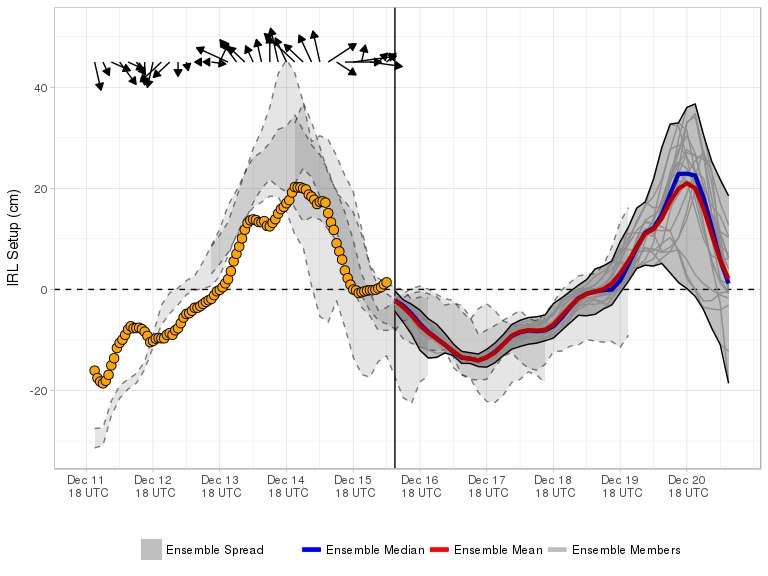 IRL Setup (cm)
40
20
0
-20
Dec 11 Dec 12 Dec 13 Dec 14 Dec 15 Dec 16 Dec 17 Dec 18 Dec 19 Dec 20
18 UTC 18 UTC 18 UTC 18 UTC 18 UTC 18 UTC 18 UTC 18 UTC 18 UTC 18 UTC
Ensemble Spread Ensemble Median Ensemble Mean Ensemble Members